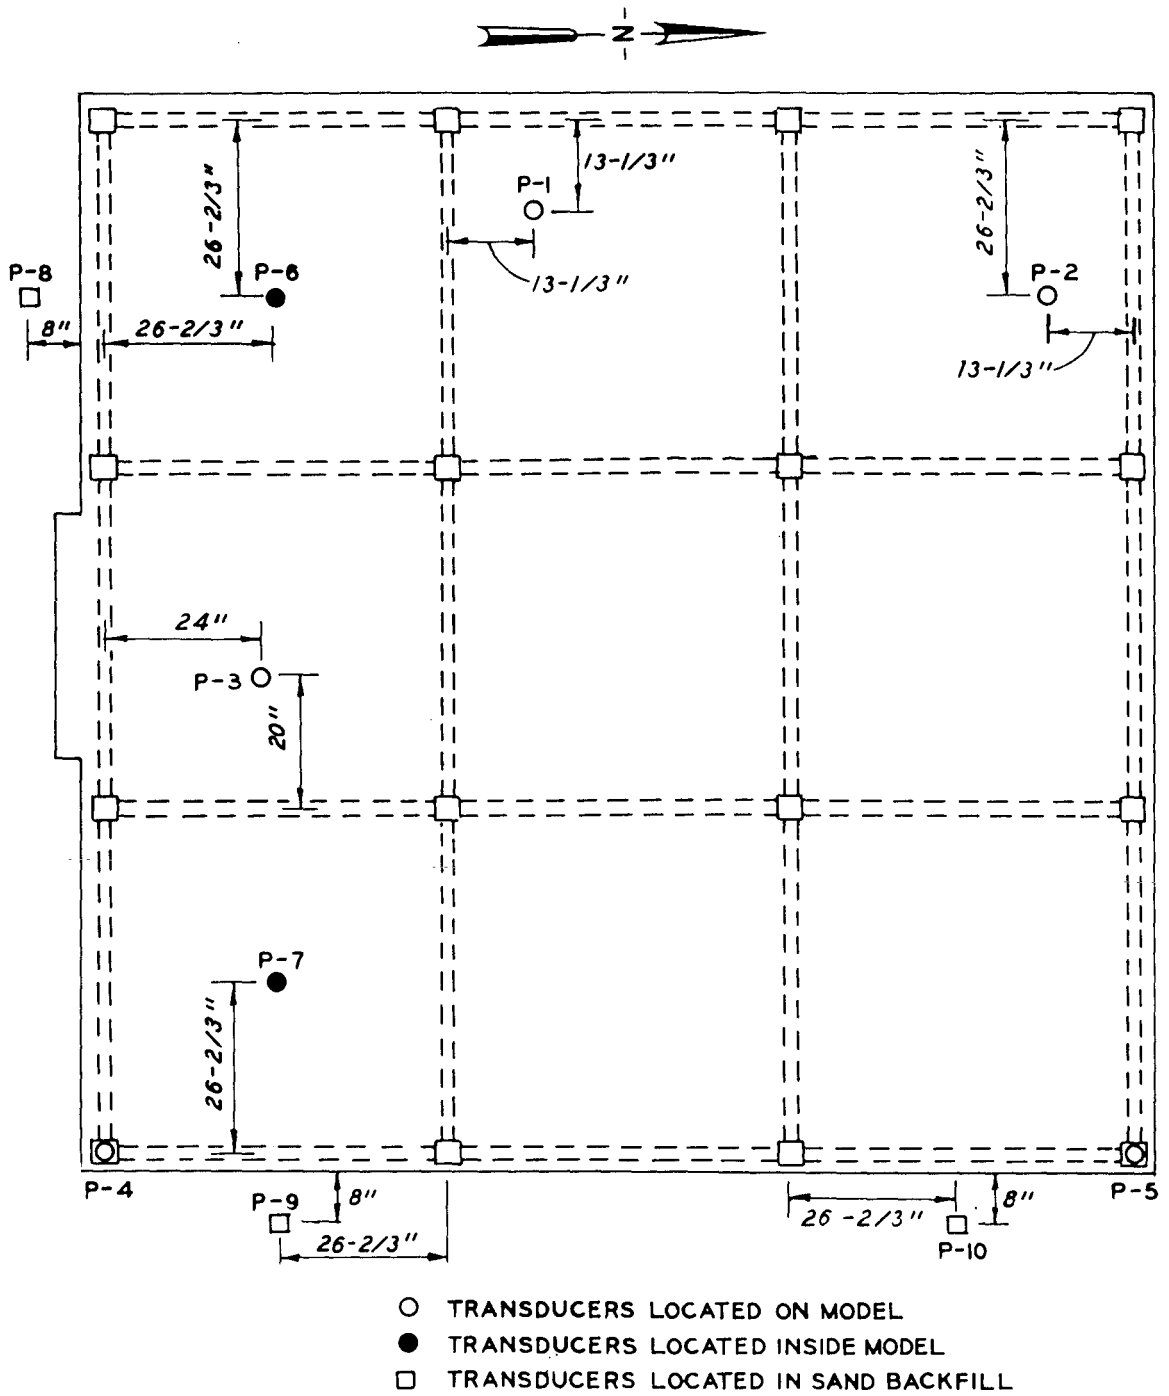 N
13-1/3"
P-1
26-2/3"
26-2/3"
P-8
P-6
P-2
13-1/3"
8"
26-2/3"
13-1/3"
24"
P-3
20"
P-7
26-2/3"
P-4
P-9
8"
26-2/3"
26-2/3"
8"
P-5
P-10
TRANSDUCERS LOCATED ON MODEL
TRANSDUCERS LOCATED INSIDE MODEL
TRANSDUCERS LOCATED IN SAND BACKFILL